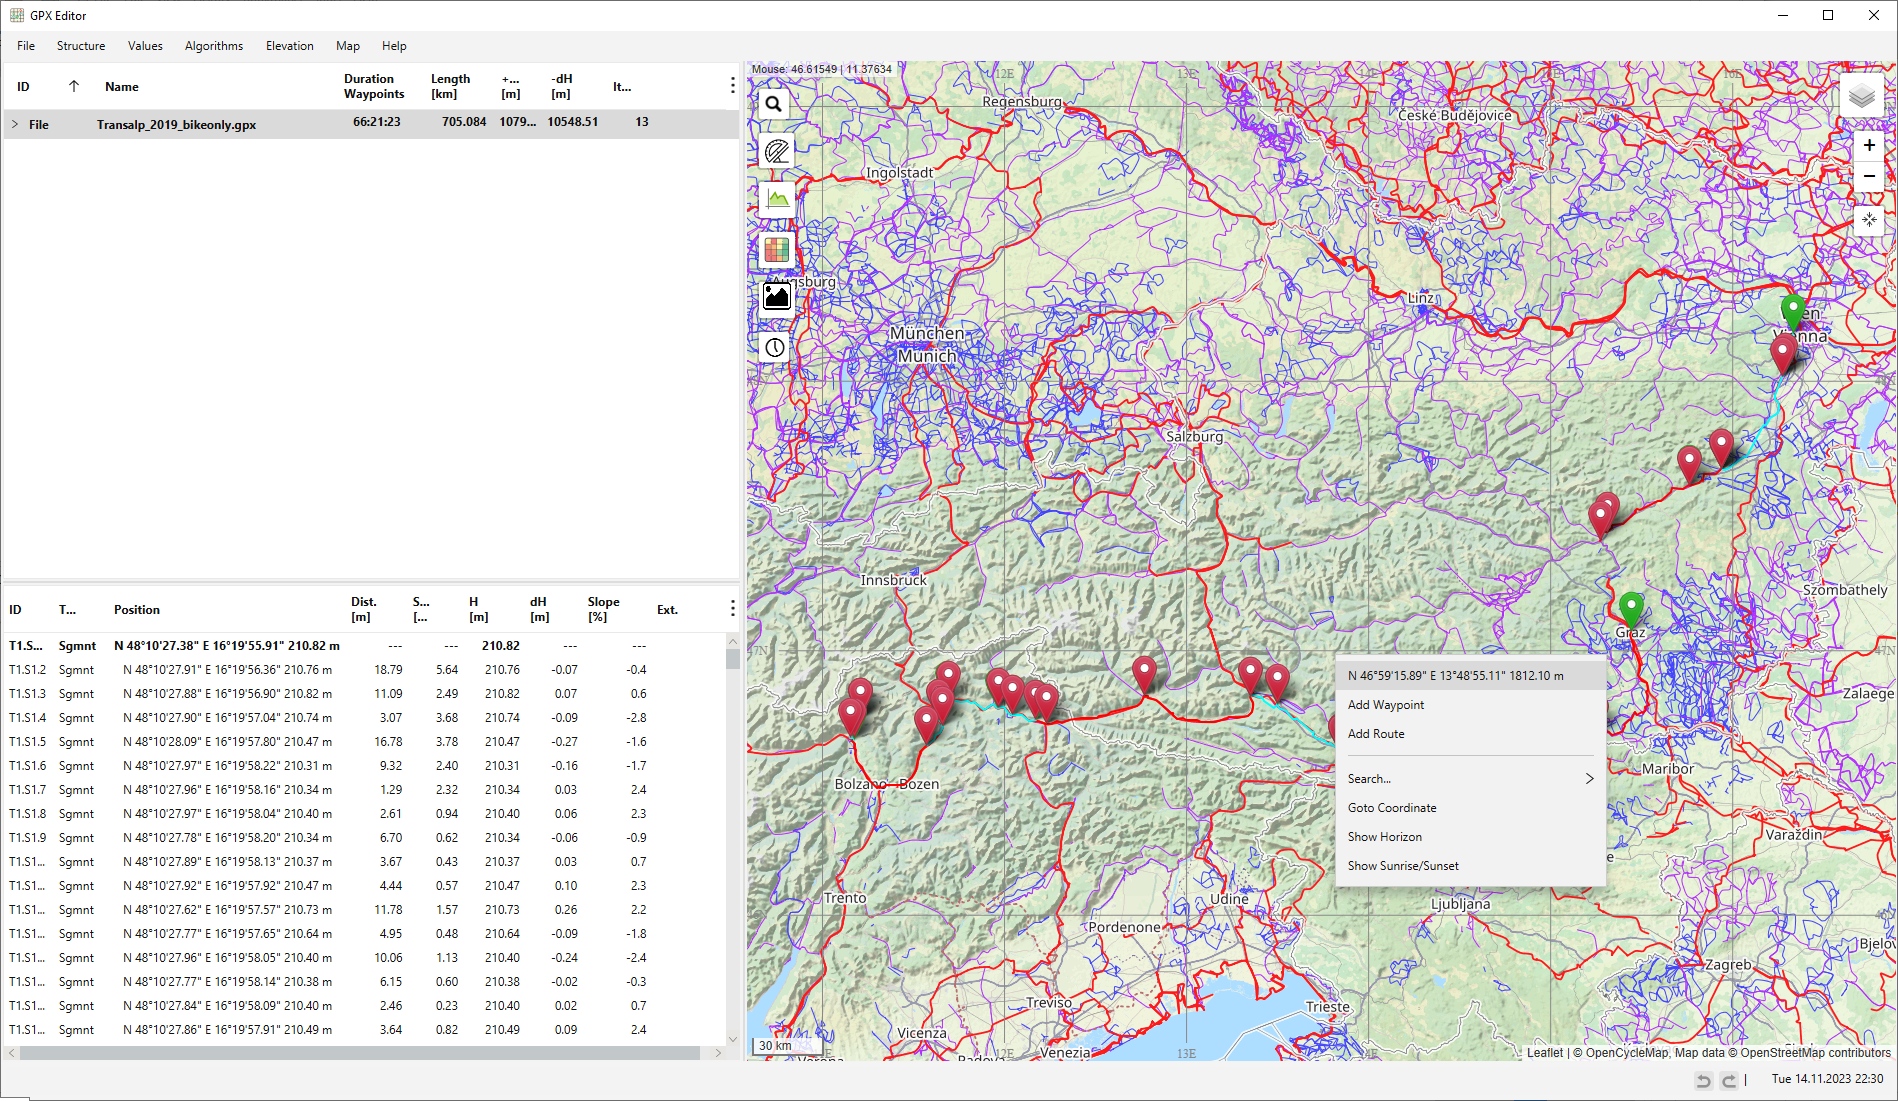 GPX Editor
File Structure Values Algorithms Elevation Map Help
ID Name Duration Waypoints Length [km] +... [m] -dH [m] It...
File Transalp_2019_bikeonly.gpx 66:21:23 705.084 1079... 10548.51 13
ID T... Position Dist. [m] S... [... H [m] dH [m] Slope [%] Ext.
T1.S... Sgmnt N 48°10'27.38" E 16°19'55.91" 210.82 m --- --- 210.82 --- ---
T1.S1.2 Sgmnt N 48°10'27.91" E 16°19'56.36" 210.76 m 18.79 5.64 210.76 -0.07 -0.4
T1.S1.3 Sgmnt N 48°10'27.88" E 16°19'56.90" 210.82 m 11.09 2.49 210.82 0.07 0.6
T1.S1.4 Sgmnt N 48°10'27.90" E 16°19'57.04" 210.74 m 3.07 3.68 210.74 -0.09 -2.8
T1.S1.5 Sgmnt N 48°10'28.09" E 16°19'57.80" 210.47 m 16.78 3.78 210.47 -0.27 -1.6
T1.S1.6 Sgmnt N 48°10'27.97" E 16°19'58.22" 210.31 m 9.32 2.40 210.31 -0.16 -1.7
T1.S1.7 Sgmnt N 48°10'27.96" E 16°19'58.16" 210.34 m 1.29 2.32 210.34 0.03 2.4
T1.S1.8 Sgmnt N 48°10'27.97" E 16°19'58.04" 210.40 m 2.61 0.94 210.40 0.06 2.3
T1.S1.9 Sgmnt N 48°10'27.78" E 16°19'58.20" 210.34 m 6.70 0.62 210.34 -0.06 -0.9
T1.S1... Sgmnt N 48°10'27.89" E 16°19'58.13" 210.37 m 3.67 0.43 210.37 0.03 0.7
T1.S1... Sgmnt N 48°10'27.92" E 16°19'57.92" 210.47 m 4.44 0.57 210.47 0.10 2.3
T1.S1... Sgmnt N 48°10'27.62" E 16°19'57.57" 210.73 m 11.78 1.57 210.73 0.26 2.2
T1.S1... Sgmnt N 48°10'27.77" E 16°19'57.65" 210.64 m 4.95 0.48 210.64 -0.09 -1.8
T1.S1... Sgmnt N 48°10'27.96" E 16°19'58.05" 210.40 m 10.06 1.13 210.40 -0.24 -2.4
T1.S1... Sgmnt N 48°10'27.77" E 16°19'58.14" 210.38 m 6.15 0.60 210.38 -0.02 -0.3
T1.S1... Sgmnt N 48°10'27.84" E 16°19'58.09" 210.40 m 2.46 0.23 210.40 0.02 0.7
T1.S1... Sgmnt N 48°10'27.86" E 16°19'57.91" 210.49 m 3.64 0.82 210.49 0.09 2.4
Mouse: 46.61549 | 11.37634
12E 13E
Regensburg
České Budějovice
Ingolstadt
Augsburg
Linz
München
Munich
Wien
Vienna
Salzburg
Innsbruck
Szombathely
Graz
47N 47N
Zalaege
N 46°59'15.89" E 13°48'55.11" 1812.10 m
Add Waypoint
Add Route
Search...
Goto Coordinate
Show Horizon
Show Sunrise/Sunset
Maribor
Bolzano - Bozen
Varaždin
Trento
Udine
Ljubljana
Pordenone
Bjelo
Zagreb
Treviso
Trieste
Vicenza
30 km
Verona
Padova
12E
Venezia
13E
Leaflet | © OpenCycleMap, Map data © OpenStreetMap contributors
Tue 14.11.2023 22:30